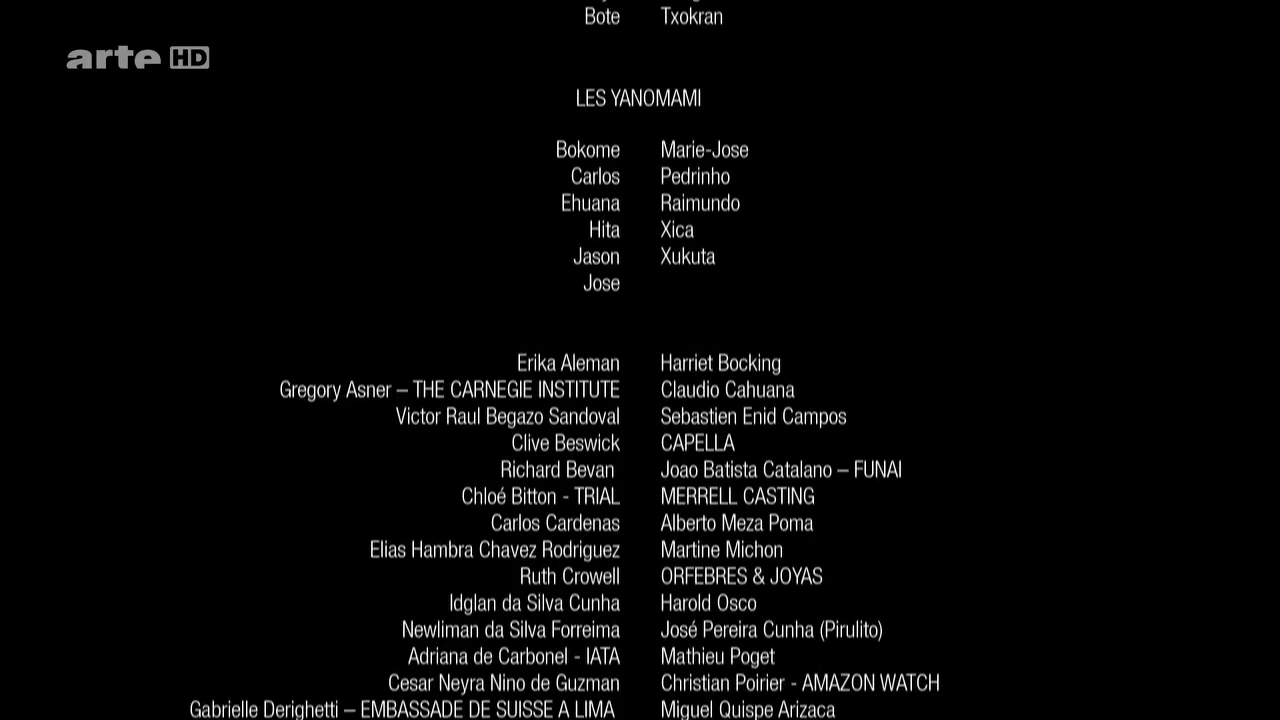 Bote Txokran
arte HD
LES YANOMAMI
Bokome Marie-Jose
Carlos Pedrinho
Ehuana Raimundo
Hita Xica
Jason Xukuta
Jose
Erika Aleman Harriet Bocking
Gregory Asner – THE CARNEGIE INSTITUTE Claudio Cahuana
Victor Raul Begazo Sandoval Sebastien Enid Campos
Clive Beswick CAPELLA
Richard Bevan Joao Batista Catalano – FUNAI
Chloé Bitton - TRIAL MERRELL CASTING
Carlos Cardenas Alberto Meza Poma
Elias Hambra Chavez Rodriguez Martine Michon
Ruth Crowell ORFEBRES & JOYAS
Idglan da Silva Cunha Harold Osco
Newliman da Silva Forreima José Pereira Cunha (Pirulito)
Adriana de Carbonel - IATA Mathieu Poget
Cesar Neyra Nino de Guzman Christian Poirier - AMAZON WATCH
Gabrielle Derighetti – EMBASSADE DE SUISSE A LIMA Miguel Quispe Arizaca